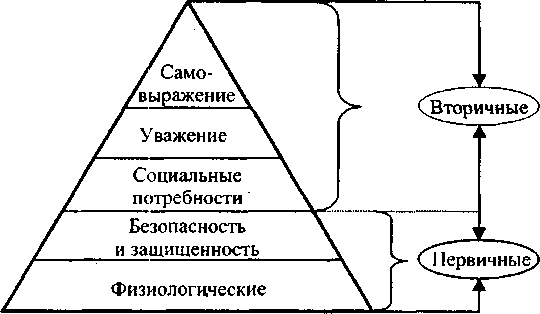 Само-
выражение
Вторичные
Уважение
Социальные
потребности
Безопасность
и защищенность
Первичные
Физиологические